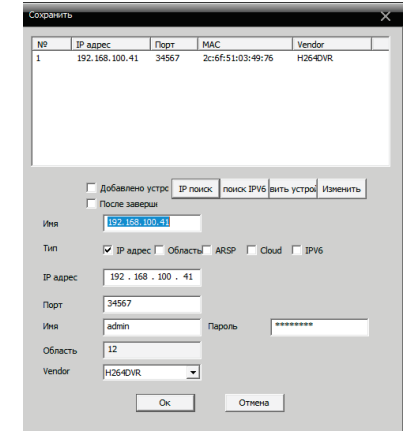 Сохранить
№ IP адрес Порт MAC Vendor
1 192.168.100.41 34567 2c:6f:51:03:49:76 H264DVR
Добавлено устрс IP поиск поиск IPV6 вить устрой Изменить
После заверши
Имя 192.168.100.41
Тип IP адрес Область ARSP Cloud IPV6
IP адрес 192 . 168 . 100 . 41
Порт 34567
Имя admin Пароль ********
Область 12
Vendor H264DVR
Ок Отмена